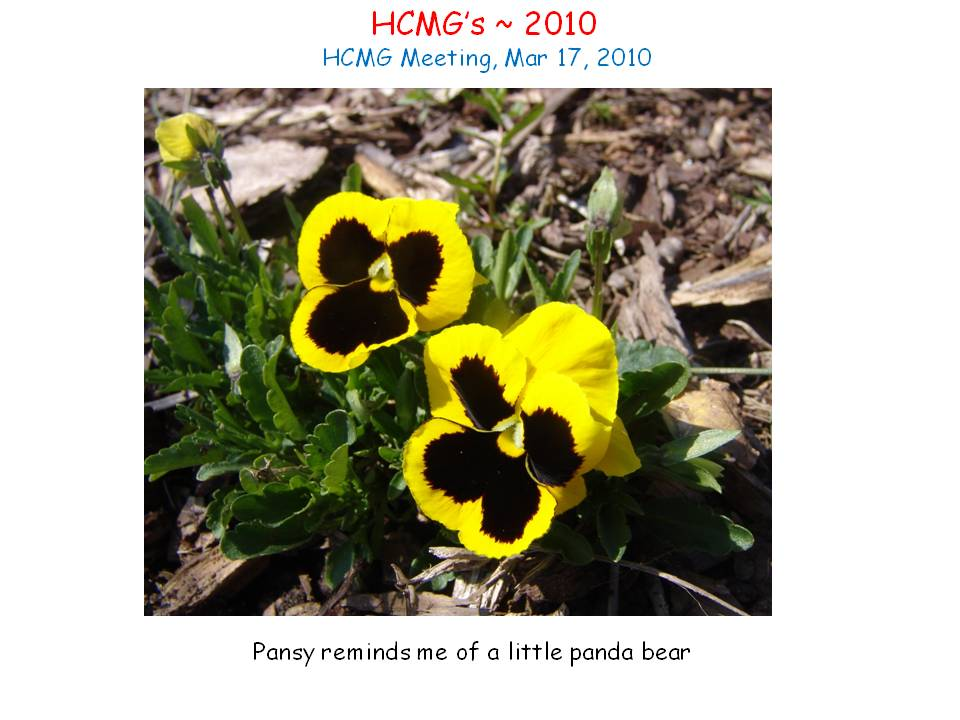 HCMG's ~ 2010
HCMG Meeting, Mar 17, 2010
Pansy reminds me of a little panda bear